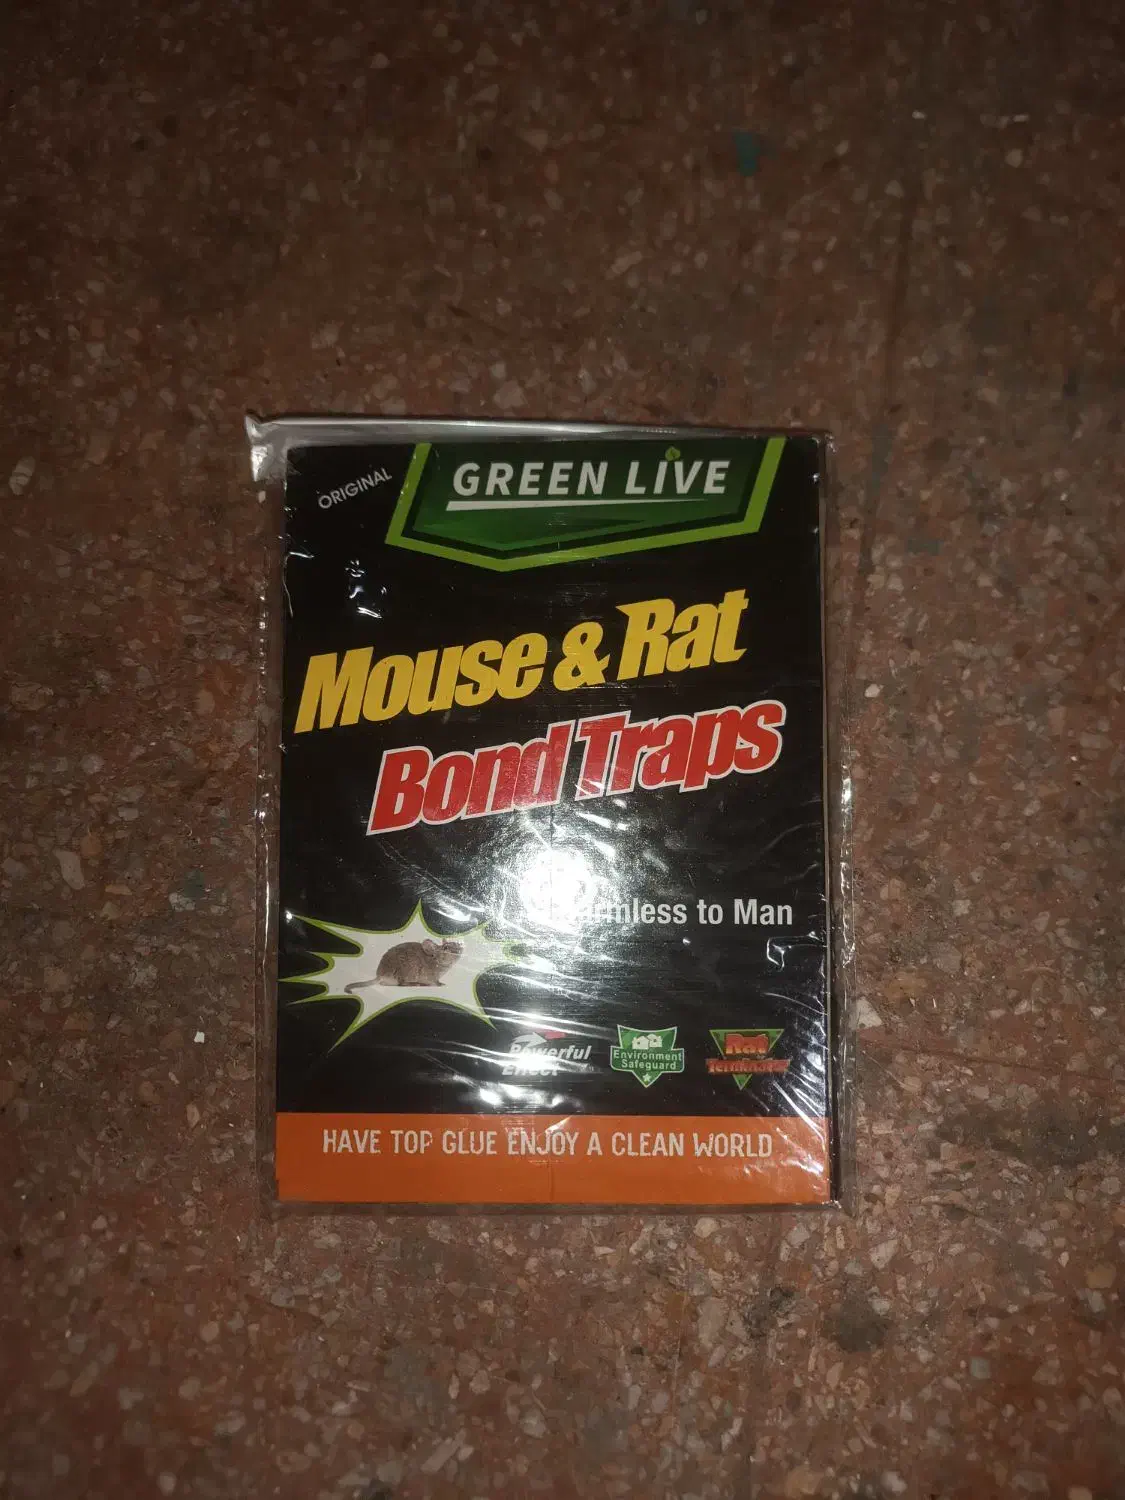 ORIGINAL
GREEN LIVE
Mouse & Rat
Bond Traps
to Man
Powerful
Effect
Environment
Safeguard
Rat
Terminator
HAVE TOP GLUE ENJOY A CLEAN WORLD